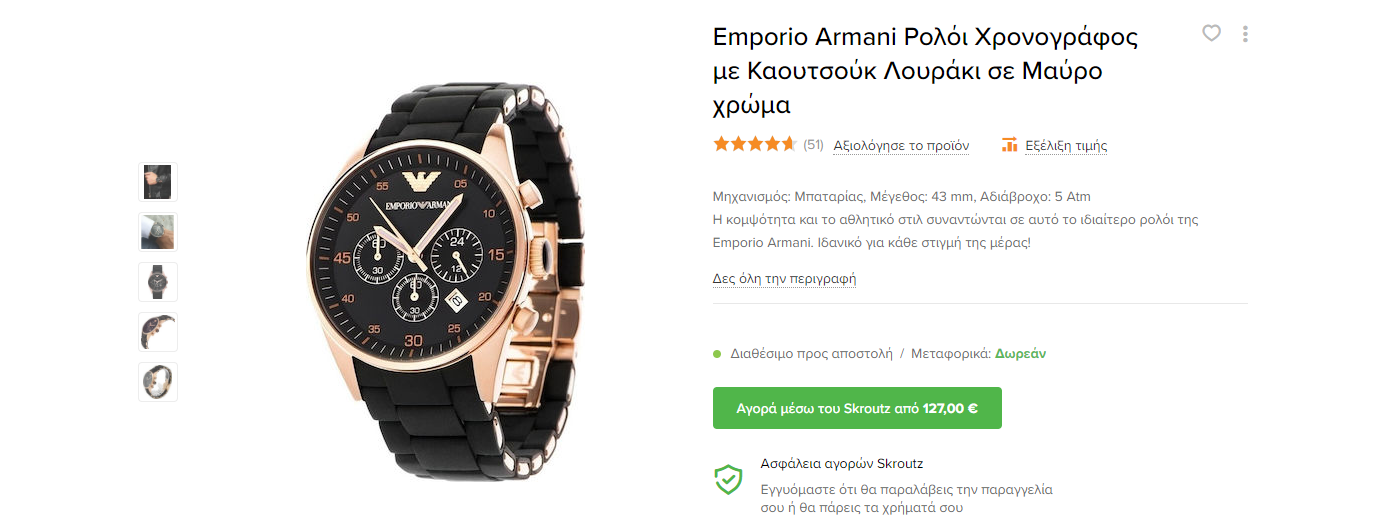 Emporio Armani Ρολόι Χρονογράφος
με Καουτσούκ Λουράκι σε Μαύρο
χρώμα
(51) Αξιολόγησε το προϊόν Εξέλιξη τιμής
Μηχανισμός: Μπαταρίας, Μέγεθος: 43 mm, Αδιάβροχο: 5 Atm
Η κομψότητα και το αθλητικό στιλ συναντώνται σε αυτό το ιδιαίτερο ρολόι της
Emporio Armani. Ιδανικό για κάθε στιγμή της μέρας!
Δες όλη την περιγραφή
Διαθέσιμο προς αποστολή / Μεταφορικά: Δωρεάν
Αγορά μέσω του Skroutz από 127,00 €
Ασφάλεια αγορών Skroutz
Εγγυόμαστε ότι θα παραλάβεις την παραγγελία
σου ή θα πάρεις τα χρήματά σου
55 05
50 10
EMPORIO ARMANI
60 24
45 15
30 12
40 60 8 20
30
35 25
30